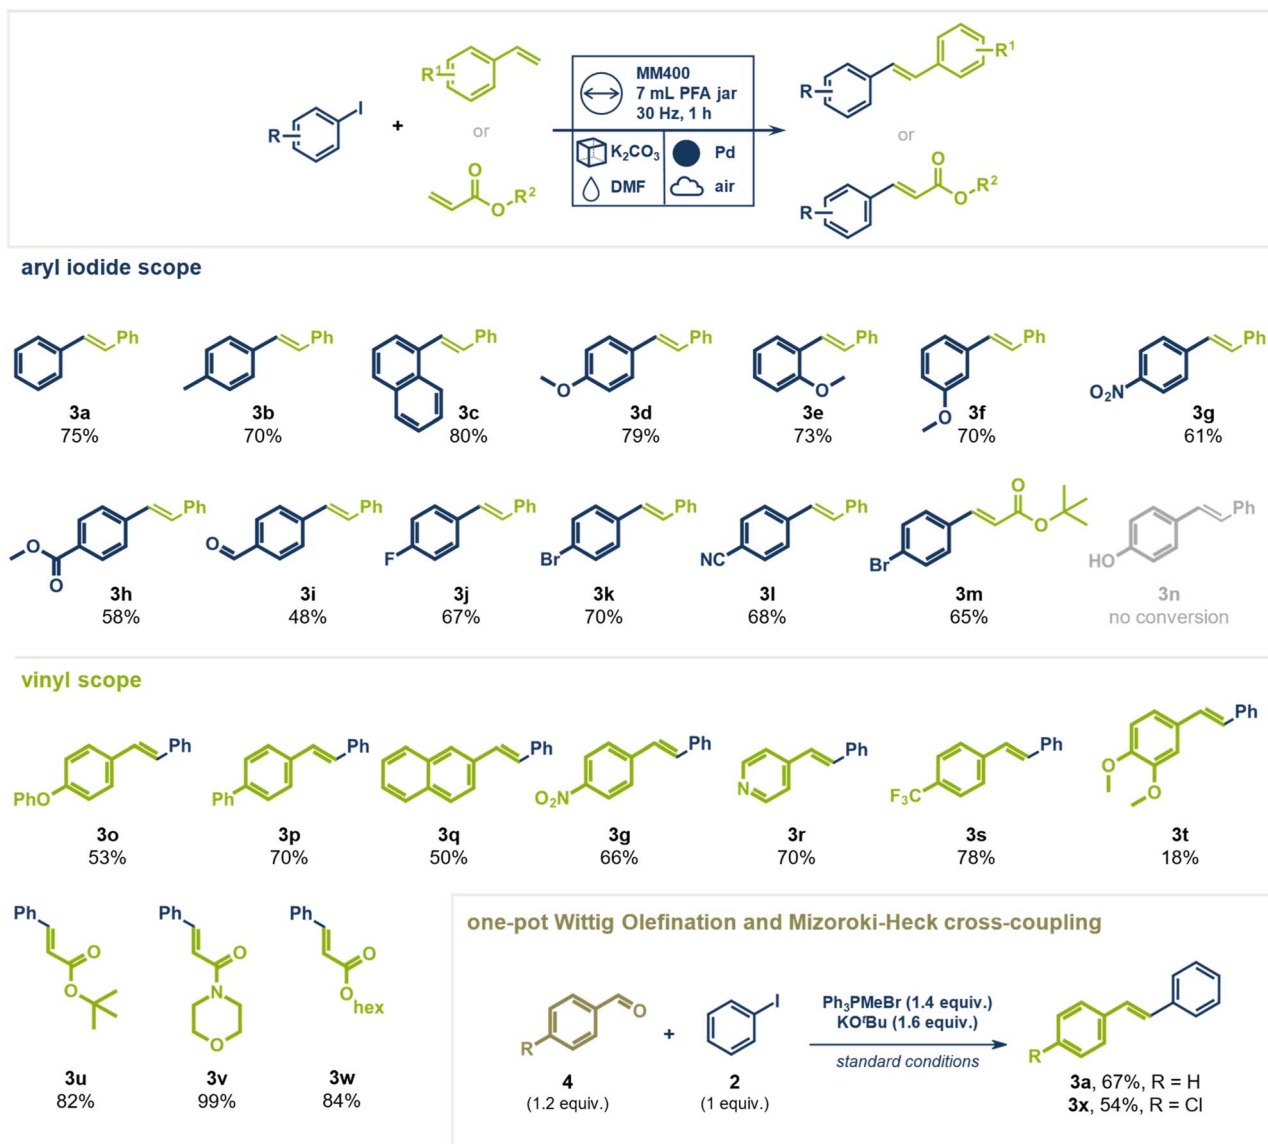 R
I
+
R¹
or
O
O
R²
MM400
7 mL PFA jar
30 Hz, 1 h
K₂CO₃
Pd
DMF
air
R
R¹
or
R
O
O
R²
aryl iodide scope
Ph
3a
75%
Ph
3b
70%
Ph
3c
80%
O
Ph
3d
79%
Ph
O
3e
73%
Ph
O
3f
70%
O₂N
Ph
3g
61%
O
O
Ph
3h
58%
O
Ph
3i
48%
F
Ph
3j
67%
Br
Ph
3k
70%
NC
Ph
3l
68%
Br
O
O
3m
65%
HO
Ph
3n
no conversion
vinyl scope
PhO
Ph
3o
53%
Ph
Ph
3p
70%
Ph
3q
50%
O₂N
Ph
3g
66%
N
Ph
3r
70%
F₃C
Ph
3s
78%
O
O
Ph
3t
18%
Ph
O
O
3u
82%
Ph
O
N
O
3v
99%
Ph
O
O
hex
3w
84%
one-pot Wittig Olefination and Mizoroki-Heck cross-coupling
O
R
4
(1.2 equiv.)
+
I
2
(1 equiv.)
Ph₃PMeBr (1.4 equiv.)
KOᵗBu (1.6 equiv.)
standard conditions
R
3a, 67%, R = H
3x, 54%, R = Cl